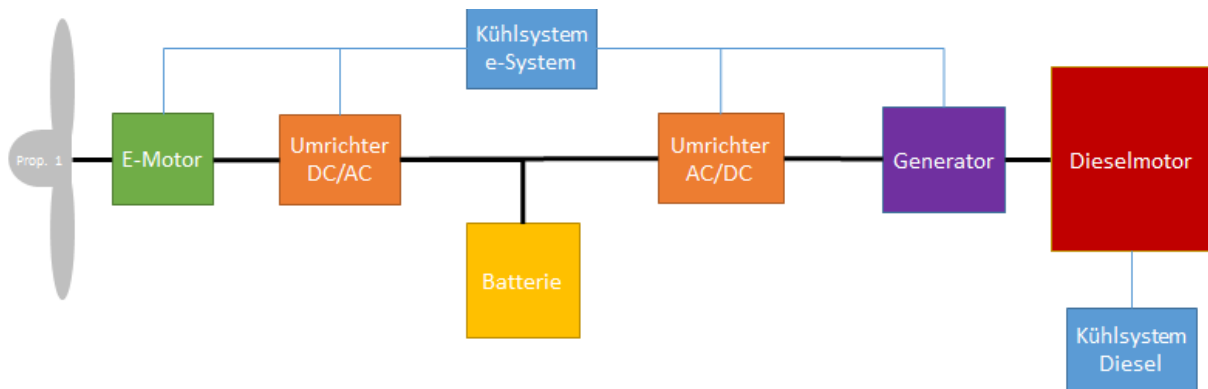 Kühlsystem
e-System
Prop. 1
E-Motor
Umrichter
DC/AC
Umrichter
AC/DC
Generator
Dieselmotor
Batterie
Kühlsystem
Diesel